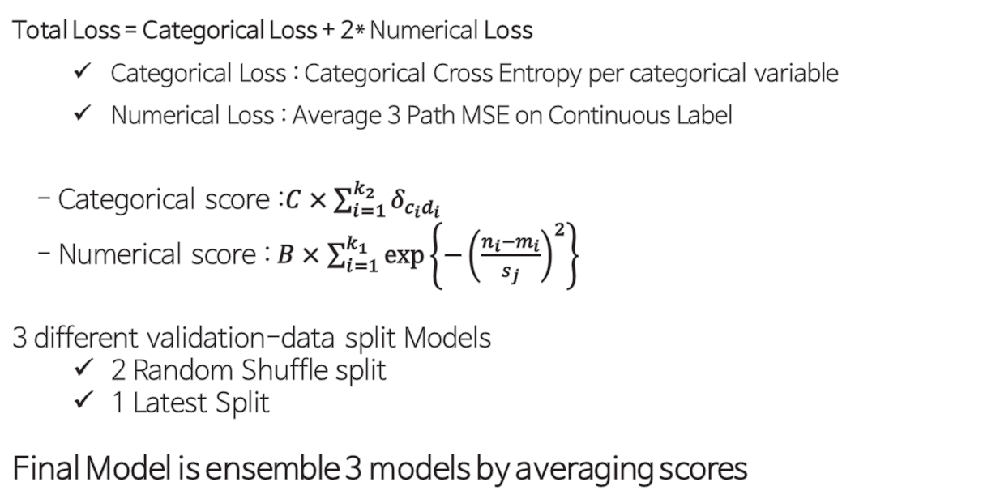 Total Loss = Categorical Loss + 2* Numerical Loss
✓ Categorical Loss : Categorical Cross Entropy per categorical variable
✓ Numerical Loss : Average 3 Path MSE on Continuous Label
- Categorical score : $C \times \sum_{i=1}^{k_2} \delta_{c_i d_i}$
- Numerical score : $B \times \sum_{i=1}^{k_1} \exp\left\{-\left(\frac{n_i - m_i}{s_j}\right)^2\right\}$
3 different validation-data split Models
✓ 2 Random Shuffle split
✓ 1 Latest Split
Final Model is ensemble 3 models by averaging scores